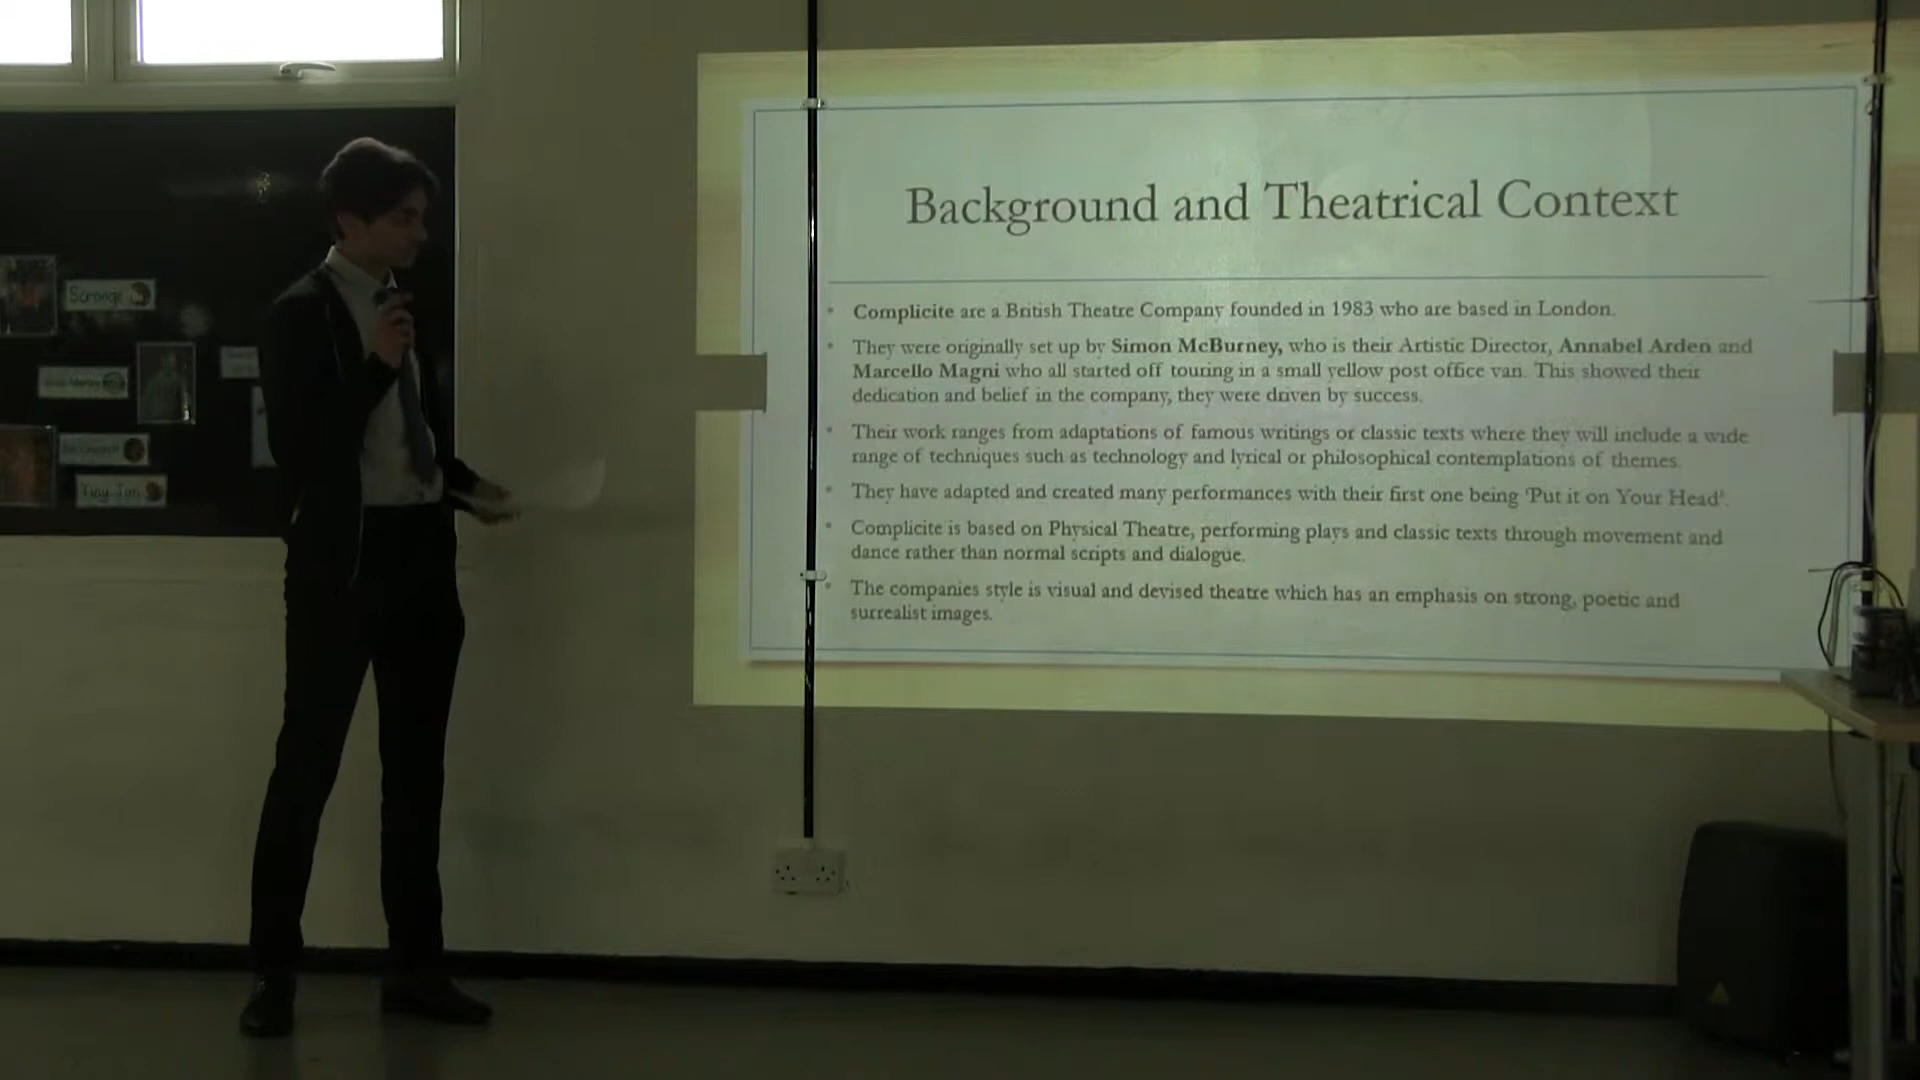 Background and Theatrical Context
Complicite are a British Theatre Company founded in 1983 who are based in London.
They were originally set up by Simon McBurney, who is their Artistic Director, Annabel Arden and
Marcello Magni who all started off touring in a small yellow post office van. This showed their
dedication and belief in the company, they were driven by success.
Their work ranges from adaptations of famous writings or classic texts where they will include a wide
range of techniques such as technology and lyrical or philosophical contemplations of themes.
They have adapted and created many performances with their first one being 'Put it on Your Head'.
Complicite is based on Physical Theatre, performing plays and classic texts through movement and
dance rather than normal scripts and dialogue.
The companies style is visual and devised theatre which has an emphasis on strong, poetic and
surrealist images.
Scrooge
Tiny Tim